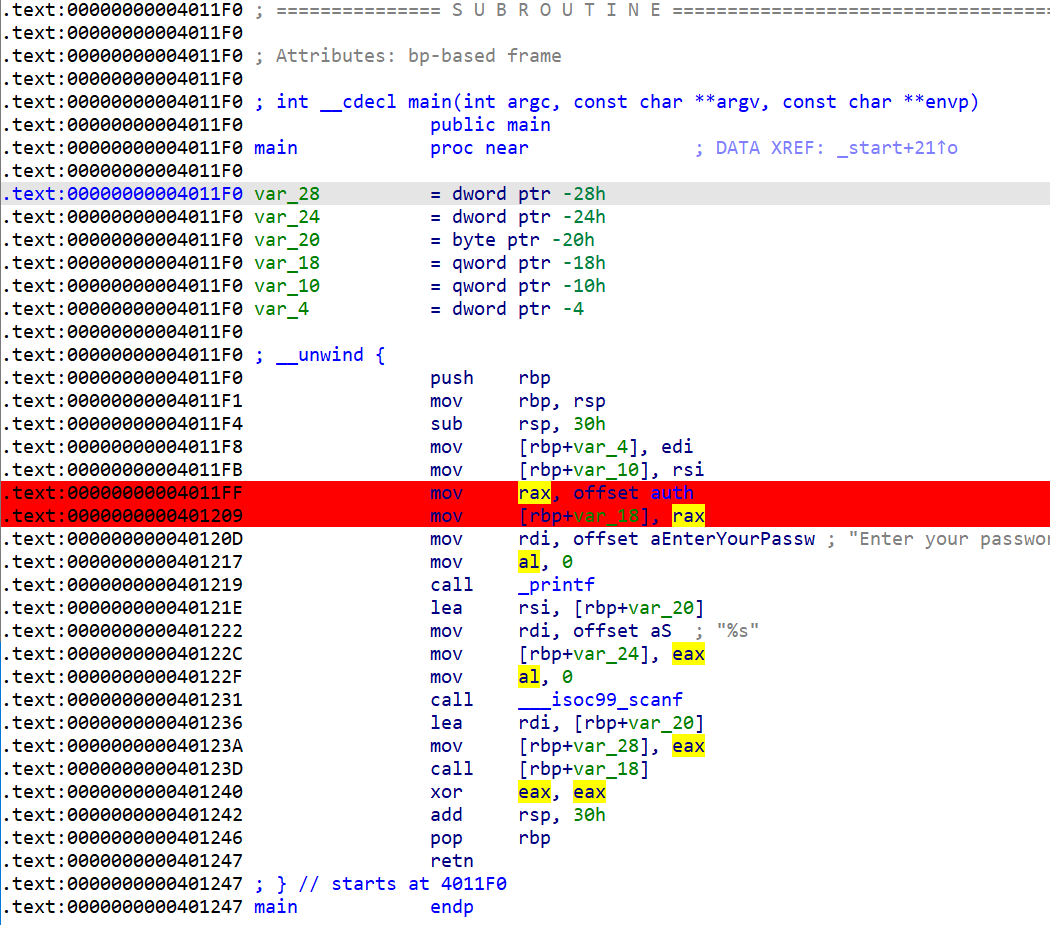 .text:00000000004011F0 ; =============== S U B R O U T I N E ===================================
.text:00000000004011F0
.text:00000000004011F0 ; Attributes: bp-based frame
.text:00000000004011F0
.text:00000000004011F0 ; int __cdecl main(int argc, const char **argv, const char **envp)
.text:00000000004011F0                 public main
.text:00000000004011F0 main            proc near               ; DATA XREF: _start+21↑o
.text:00000000004011F0
.text:00000000004011F0 var_28          = dword ptr -28h
.text:00000000004011F0 var_24          = dword ptr -24h
.text:00000000004011F0 var_20          = byte ptr -20h
.text:00000000004011F0 var_18          = qword ptr -18h
.text:00000000004011F0 var_10          = qword ptr -10h
.text:00000000004011F0 var_4           = dword ptr -4
.text:00000000004011F0
.text:00000000004011F0 ; __unwind {
.text:00000000004011F0                 push    rbp
.text:00000000004011F1                 mov     rbp, rsp
.text:00000000004011F4                 sub     rsp, 30h
.text:00000000004011F8                 mov     [rbp+var_4], edi
.text:00000000004011FB                 mov     [rbp+var_10], rsi
.text:00000000004011FF                 mov     rax, offset auth
.text:0000000000401209                 mov     [rbp+var_18], rax
.text:000000000040120D                 mov     rdi, offset aEnterYourPassw ; "Enter your passwor
.text:0000000000401217                 mov     al, 0
.text:0000000000401219                 call    _printf
.text:000000000040121E                 lea     rsi, [rbp+var_20]
.text:0000000000401222                 mov     rdi, offset aS  ; "%s"
.text:000000000040122C                 mov     [rbp+var_24], eax
.text:000000000040122F                 mov     al, 0
.text:0000000000401231                 call    ___isoc99_scanf
.text:0000000000401236                 lea     rdi, [rbp+var_20]
.text:000000000040123A                 mov     [rbp+var_28], eax
.text:000000000040123D                 call    [rbp+var_18]
.text:0000000000401240                 xor     eax, eax
.text:0000000000401242                 add     rsp, 30h
.text:0000000000401246                 pop     rbp
.text:0000000000401247                 retn
.text:0000000000401247 ; } // starts at 4011F0
.text:0000000000401247 main            endp